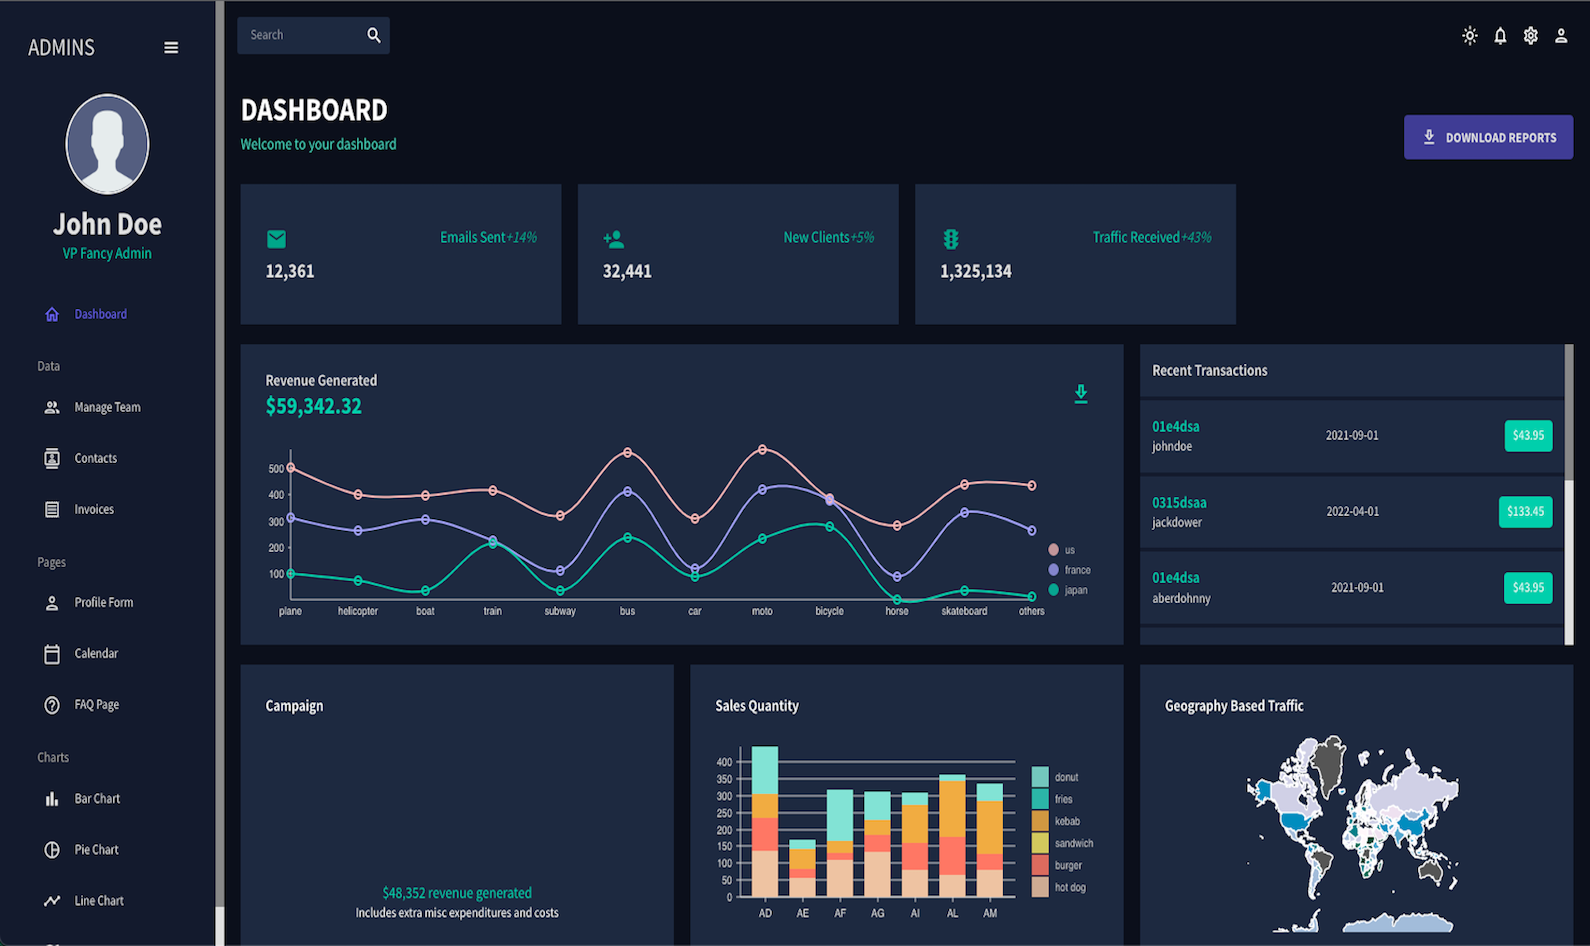 ADMINS
John Doe
VP Fancy Admin
Dashboard
Data
Manage Team
Contacts
Invoices
Pages
Profile Form
Calendar
FAQ Page
Charts
Bar Chart
Pie Chart
Line Chart
Search
DASHBOARD
Welcome to your dashboard
DOWNLOAD REPORTS
Emails Sent +14%
12,361
New Clients +5%
32,441
Traffic Received +43%
1,325,134
Revenue Generated
$59,342.32
500
400
300
200
100
plane helicopter boat train subway bus car moto bicycle horse skateboard others
us
france
japan
Recent Transactions
01e4dsa
johndoe
2021-09-01
$43.95
0315dsaa
jackdower
2022-04-01
$133.45
01e4dsa
aberdohnny
2021-09-01
$43.95
Campaign
$48,352 revenue generated
Includes extra misc expenditures and costs
Sales Quantity
400
350
300
250
200
150
100
50
0
AD AE AF AG AI AL AM
donut
fries
kebab
sandwich
burger
hot dog
Geography Based Traffic